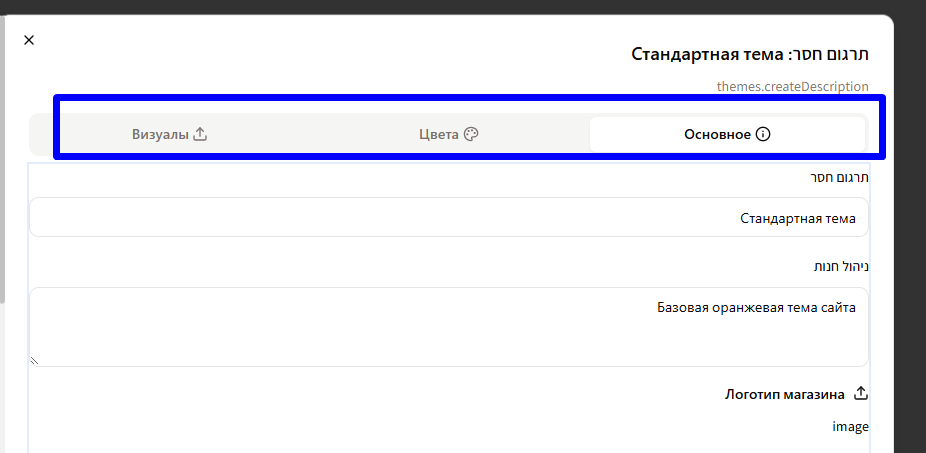 תרגום חסר: Стандартная тема
themes.createDescription
Основное Цвета Визуалы
תרגום חסר
Стандартная тема
ניהול חנות
Базовая оранжевая тема сайта
Логотип магазина
image